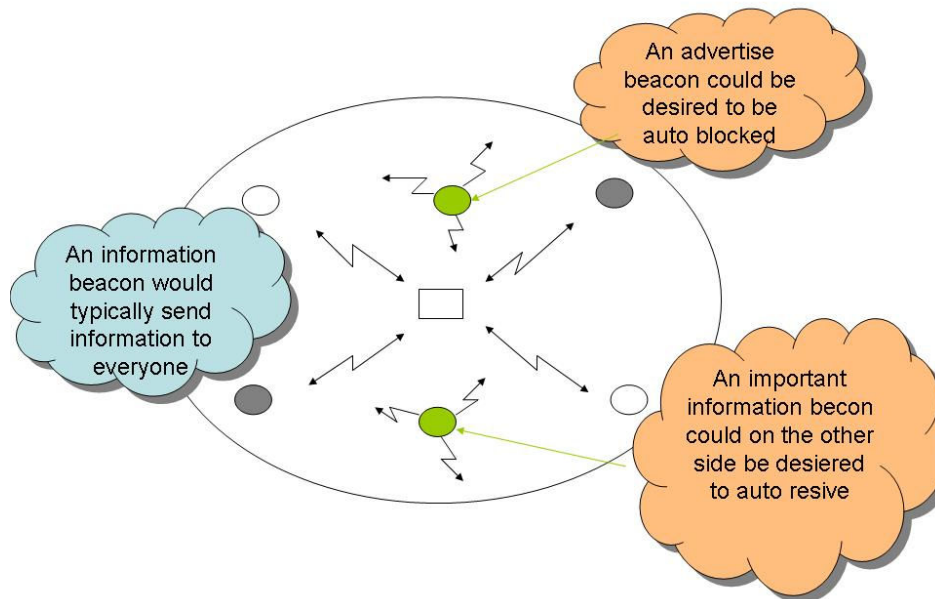 An advertise
beacon could be
desired to be
auto blocked
An information
beacon would
typically send
information to
everyone
An important
information becon
could on the other
side be desiered
to auto resive